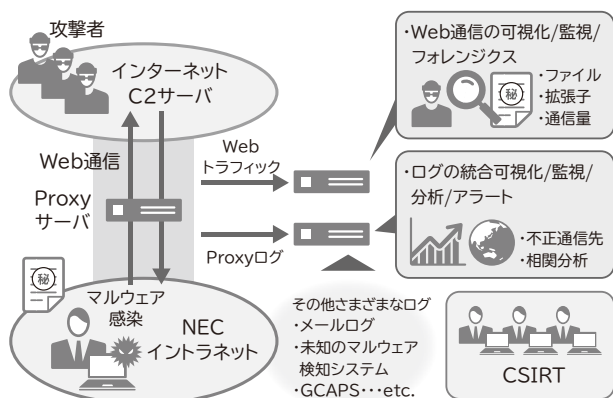 攻撃者
インターネット
C2サーバ
Web通信
Proxy
サーバ
Web
トラフィック
Proxyログ
秘
マルウェア
感染
NEC
イントラネット
・Web通信の可視化/監視/
フォレンジクス
秘
・ファイル
・拡張子
・通信量
・ログの統合可視化/監視/
分析/アラート
・不正通信先
・相関分析
その他さまざまなログ
・メールログ
・未知のマルウェア
検知システム
・GCAPS・・・etc.
CSIRT